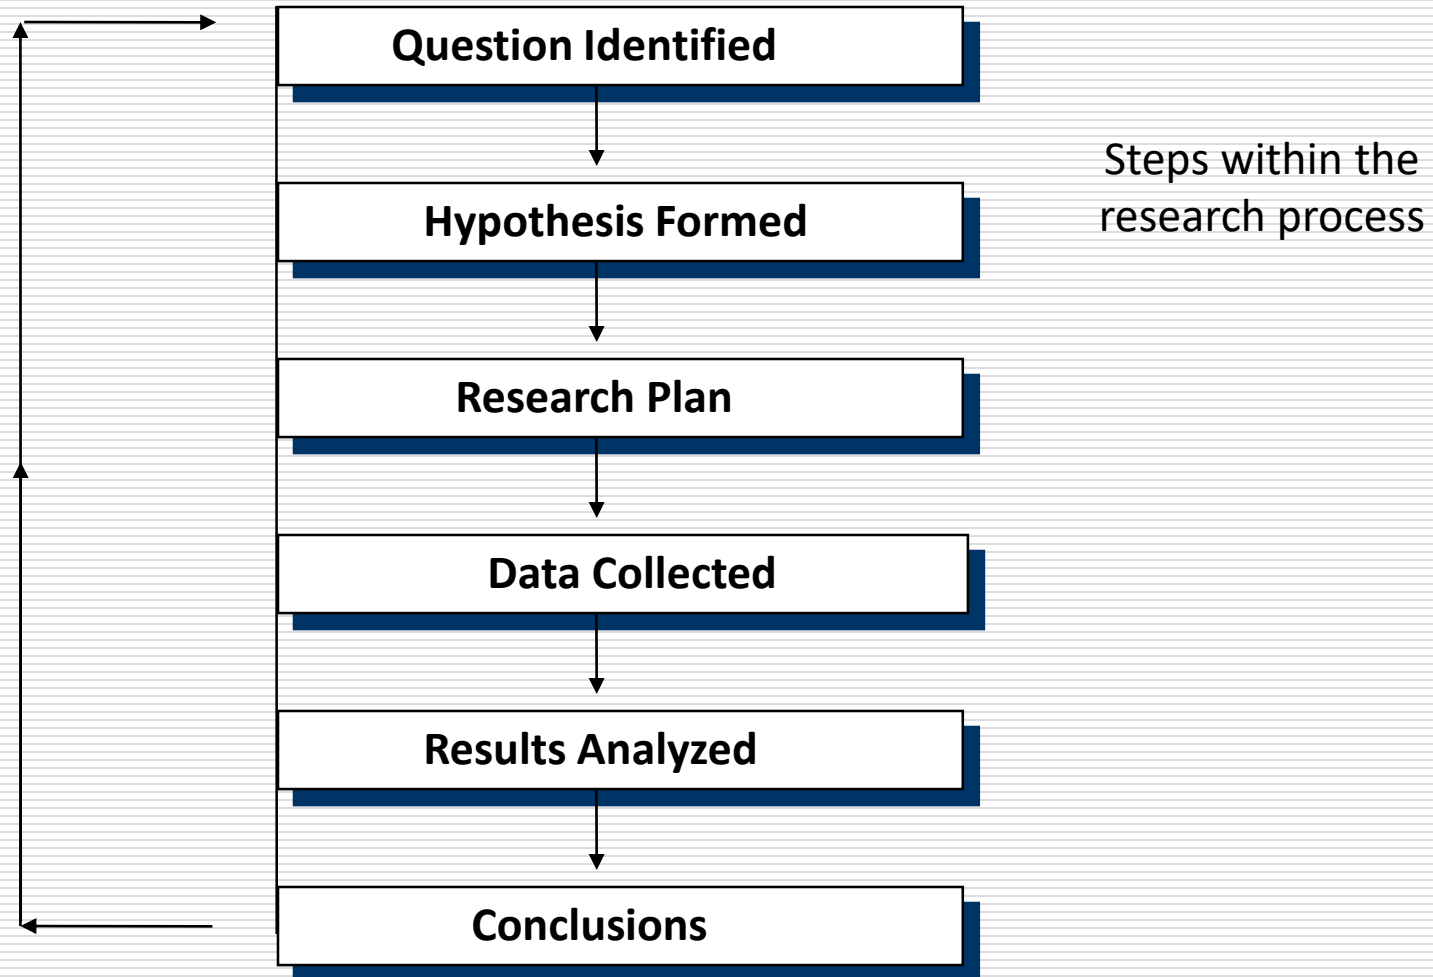 Question Identified
Steps within the
research process
Hypothesis Formed
Research Plan
Data Collected
Results Analyzed
Conclusions